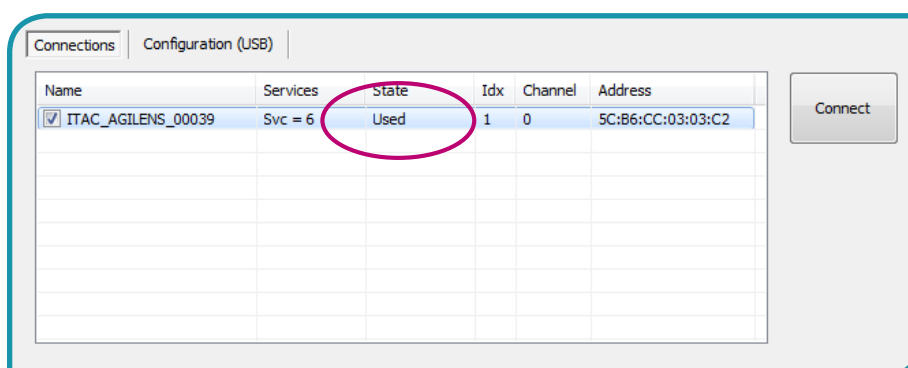 Connections Configuration (USB)
Name Services State Idx Channel Address
ITAC_AGILENS_00039 Svc = 6 Used 1 0 5C:B6:CC:03:03:C2
Connect